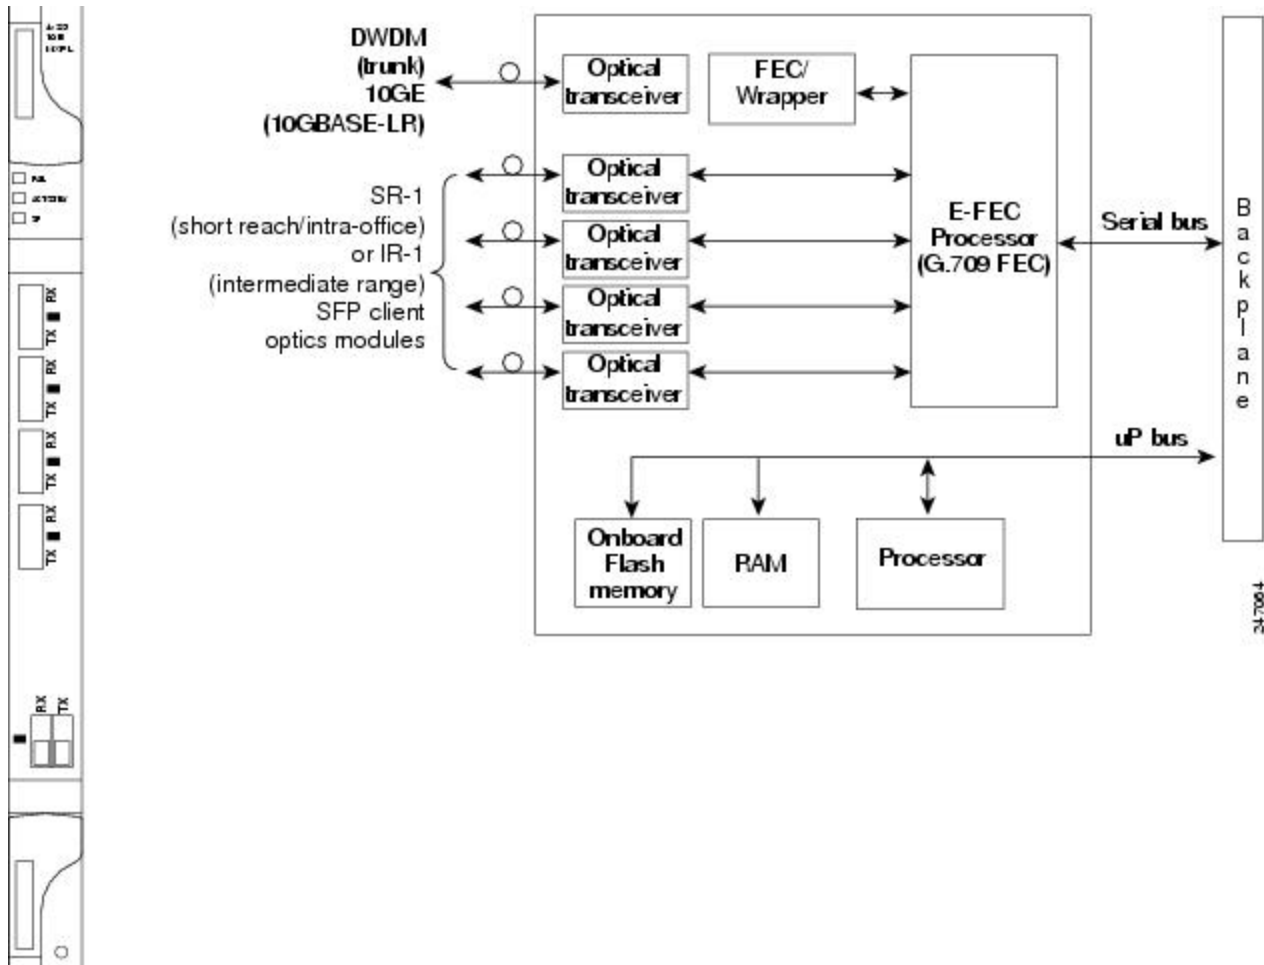 DWDM
(trunk)
10GE
(10GBASE-LR)
SR-1
(short reach/intra-office)
or IR-1
(intermediate range)
SFP client
optics modules
Optical
transceiver
FEC/
Wrapper
Optical
transceiver
Optical
transceiver
Optical
transceiver
Optical
transceiver
E-FEC
Processor
(G.709 FEC)
Serial bus
Backplane
uP bus
Onboard
Flash
memory
RAM
Processor
247064
TX RX
TX RX
TX RX
TX RX
RX
TX